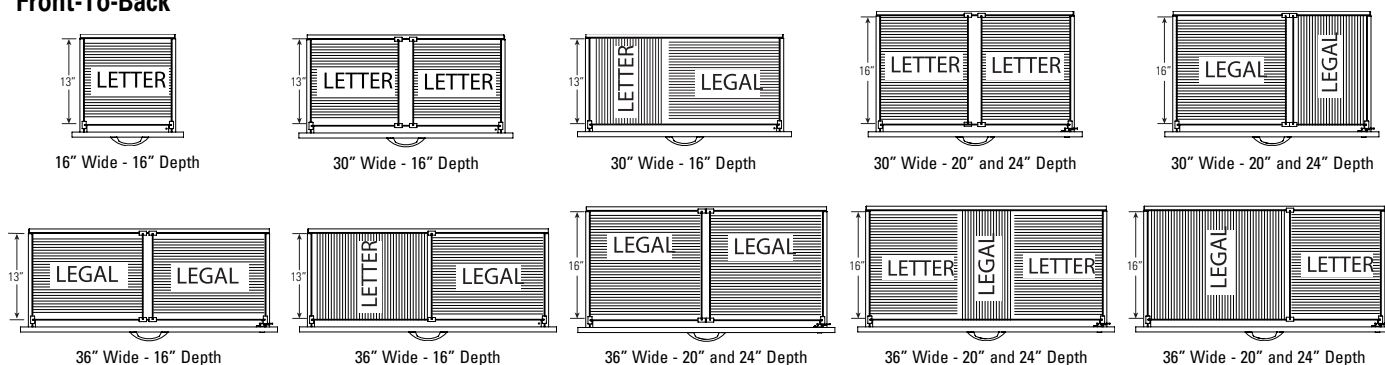 Front-To-Back
13”
LETTER
16” Wide - 16” Depth
13”
LETTER
LETTER
30” Wide - 16” Depth
13”
LETTER
LEGAL
30” Wide - 16” Depth
16”
LETTER
LETTER
30” Wide - 20” and 24” Depth
16”
LEGAL
LEGAL
30” Wide - 20” and 24” Depth
13”
LEGAL
LEGAL
36” Wide - 16” Depth
13”
LETTER
LEGAL
36” Wide - 16” Depth
16”
LEGAL
LEGAL
36” Wide - 20” and 24” Depth
16”
LETTER
LEGAL
LETTER
36” Wide - 20” and 24” Depth
16”
LEGAL
LETTER
36” Wide - 20” and 24” Depth